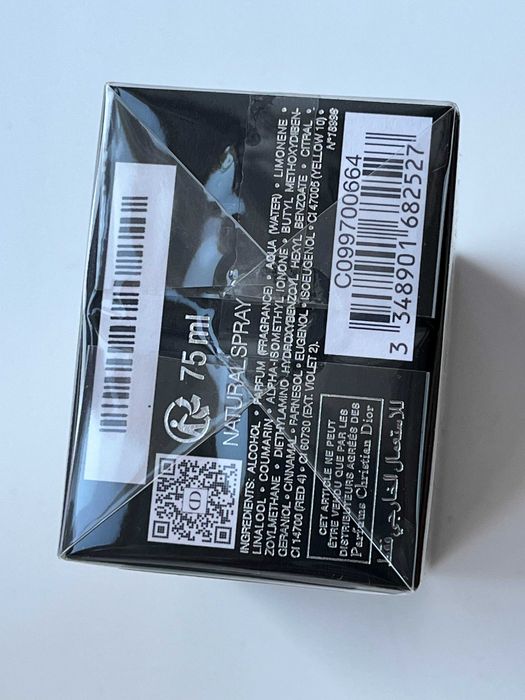 75 ml
NATURAL SPRAY
INGREDIENTS: ALCOHOL • PARFUM (FRAGRANCE) • AQUA (WATER) • LIMONENE •
LINALOOL • COUMARIN • ALPHA-ISOMETHYL IONONE • BUTYL METHOXYDIBEN-
ZOYLMETHANE • DIETHYLAMINO HYDROXYBENZOYL HEXYL BENZOATE • CITRAL •
GERANIOL • CINNAMAL • FARNESOL • EUGENOL • ISOEUGENOL • CI 47005 (YELLOW 10) •
CI 14700 (RED 4) • CI 60730 (EXT. VIOLET 2).
N°15996
CET ARTICLE NE PEUT
ÊTRE VENDU QUE PAR LES
DISTRIBUTEURS AGRÉÉS DES
Parfums Christian Dior
للاستعمال الخارجي فقط
C099700664
3 348901 682527
CD